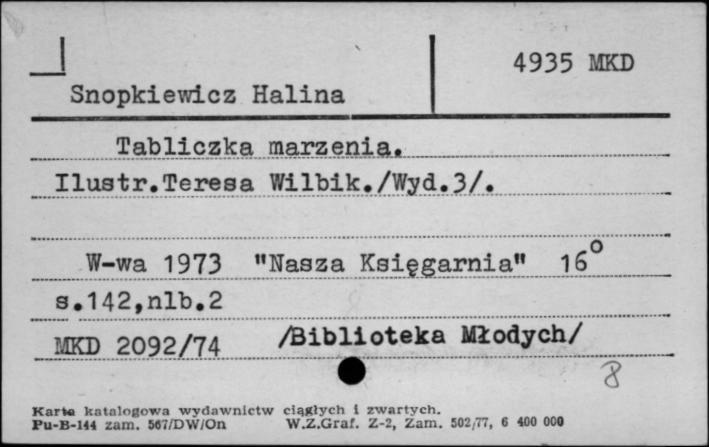 4935 MKD
Snopkiewicz Halina
Tabliczka marzenia.
Ilustr.Teresa Wilbik./Wyd.3/.
W-wa 1973 "Nasza Księgarnia" 16°
s.142,nlb.2
MKD 2092/74 /Biblioteka Młodych/
8
Karta katalogowa wydawnictw ciągłych i zwartych.
Pu-B-144 zam. 567/DW/On W.Z.Graf. Z-2, Zam. 502/77, 6 400 000